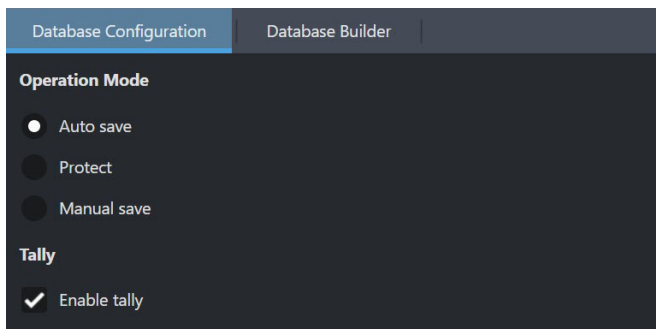 Database Configuration Database Builder
Operation Mode
Auto save
Protect
Manual save
Tally
Enable tally